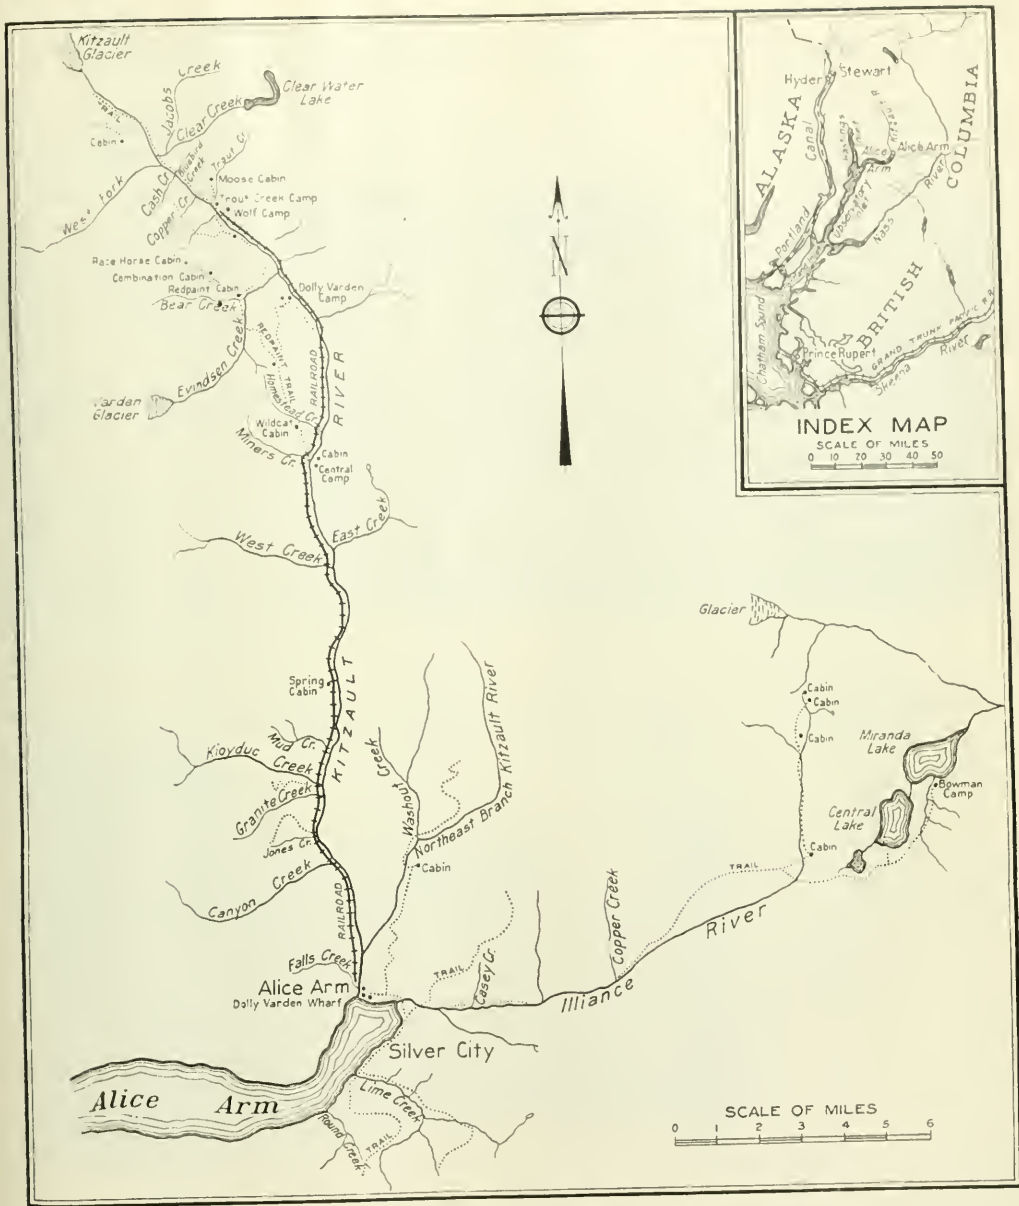 Kitzault
Glacier
TRAIL
Cabin
Jacobs
Creek
Clear Creek
Clear Water
Lake
West Fork
Cash Cr.
Creek
Trout Cr.
Copper Cr.
Moose Cabin
Trout Creek Camp
Wolf Camp
Race Horse Cabin
Combination Cabin
Redpaint Cabin
Bear Creek
Dolly Varden
Camp
REDPAINT TRAIL
RAILROAD
RIVER
Evindsen Creek
Glacier
Homestead Cr.
Wildcat
Cabin
Miners Cr.
Cabin
Central
Camp
West Creek
East Creek
N
Spring
Cabin
KITZAULT
Mud Cr.
Kioyduc
Creek
Granite Creek
Jones Cr.
Canyon
Creek
RAILROAD
Washout Creek
Northeast Branch Kitzault River
Cabin
Falls Creek
Alice Arm
Dolly Varden Wharf
TRAIL
Casey Cr.
Copper Creek
Illiance
River
TRAIL
Glacier
Cabin
Cabin
Cabin
Cabin
Miranda
Lake
Bowman
Camp
Central
Lake
Silver City
Alice Arm
Lime Creek
Round Creek
TRAIL
SCALE OF MILES
0 1 2 3 4 5 6
Hyder
Stewart
ALASKA
COLUMBIA
Portland
Canal
Hastings
Alice
Arm
Alice Arm
Kitzault R.
Observatory
Inlet
Nass
River
BRITISH
Chatham Sound
Prince Rupert
GRAND TRUNK PACIFIC R.R.
Skeena
River
INDEX MAP
SCALE OF MILES
0 10 20 30 40 50